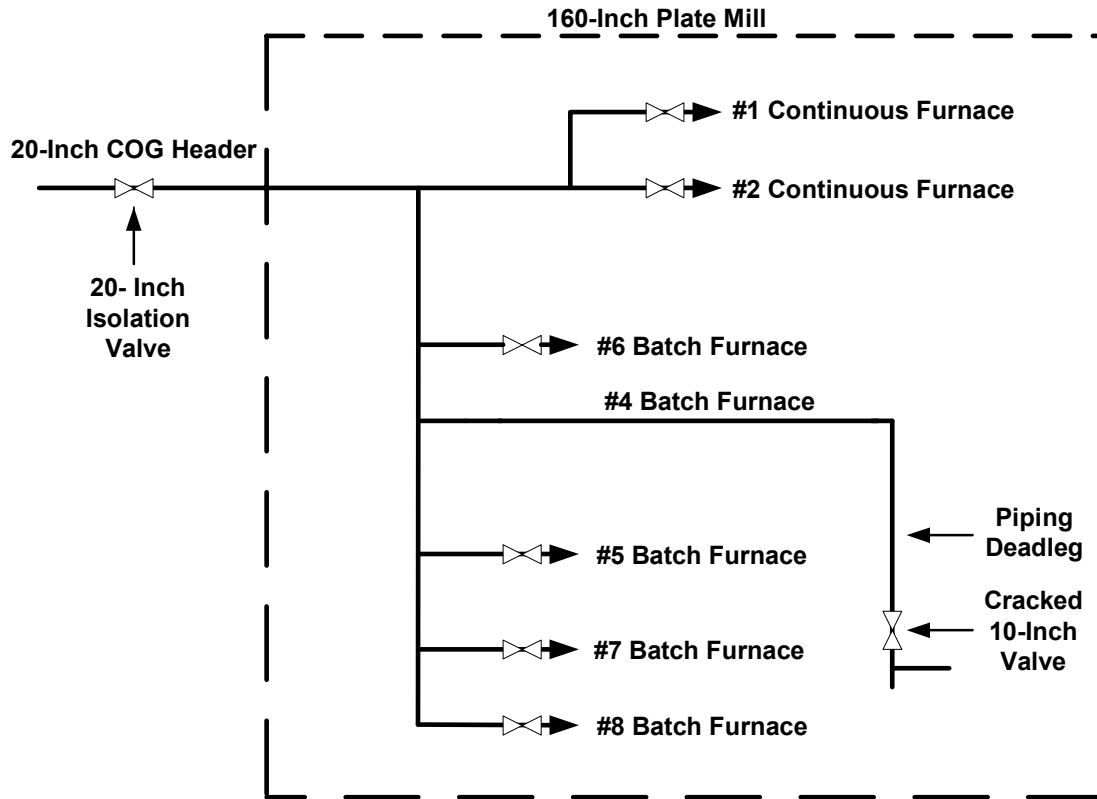 160-Inch Plate Mill
#1 Continuous Furnace
20-Inch COG Header
#2 Continuous Furnace
20- Inch
Isolation
Valve
#6 Batch Furnace
#4 Batch Furnace
Piping
Deadleg
#5 Batch Furnace
Cracked
10-Inch
Valve
#7 Batch Furnace
#8 Batch Furnace